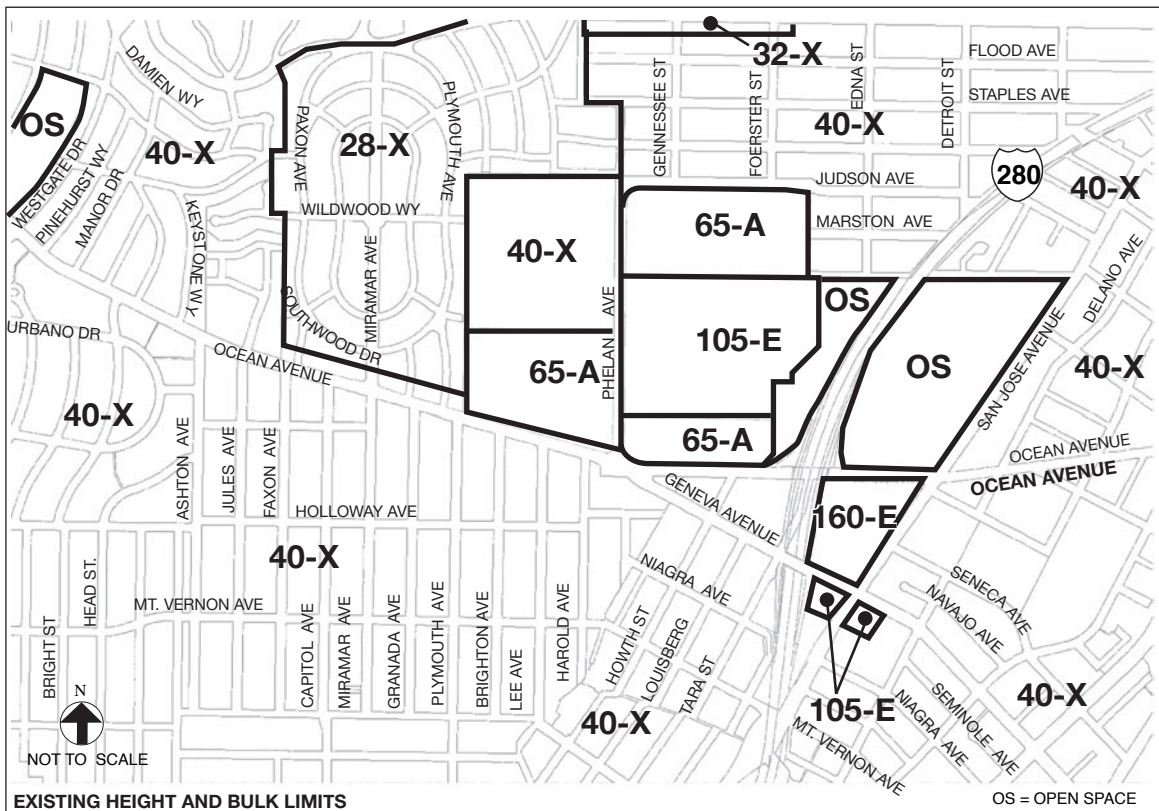 32-X
FLOOD AVE
STAPLES AVE
GENNESSEE ST
FOERSTER ST
EDNA ST
DETROIT ST
40-X
JUDSON AVE
MARSTON AVE
280
40-X
DAMIEN WY
OS
WESTGATE DR
PINEHURST WY
MANOR DR
40-X
KEYSTONE WY
PAXON AVE
28-X
PLYMOUTH AVE
WILDWOOD WY
MIRAMAR AVE
SOUTHWOOD DR
40-X
65-A
PHELAN AVE
65-A
105-E
OS
65-A
OS
DELANO AVE
SAN JOSE AVENUE
40-X
URBANO DR
OCEAN AVENUE
40-X
ASHTON AVE
JULES AVE
FAXON AVE
HOLLOWAY AVE
40-X
OCEAN AVENUE
OCEAN AVENUE
GENEVA AVENUE
160-E
NIAGRA AVE
SENECA AVE
NAVAJO AVE
BRIGHT ST
HEAD ST.
MT. VERNON AVE
CAPITOL AVE
MIRAMAR AVE
GRANADA AVE
PLYMOUTH AVE
BRIGHTON AVE
LEE AVE
HAROLD AVE
HOWTH ST
LOUISBERG
TARA ST
40-X
105-E
MT. VERNON AVE
NIAGRA AVE
SEMINOLE AVE
40-X
N
NOT TO SCALE
EXISTING HEIGHT AND BULK LIMITS
OS = OPEN SPACE